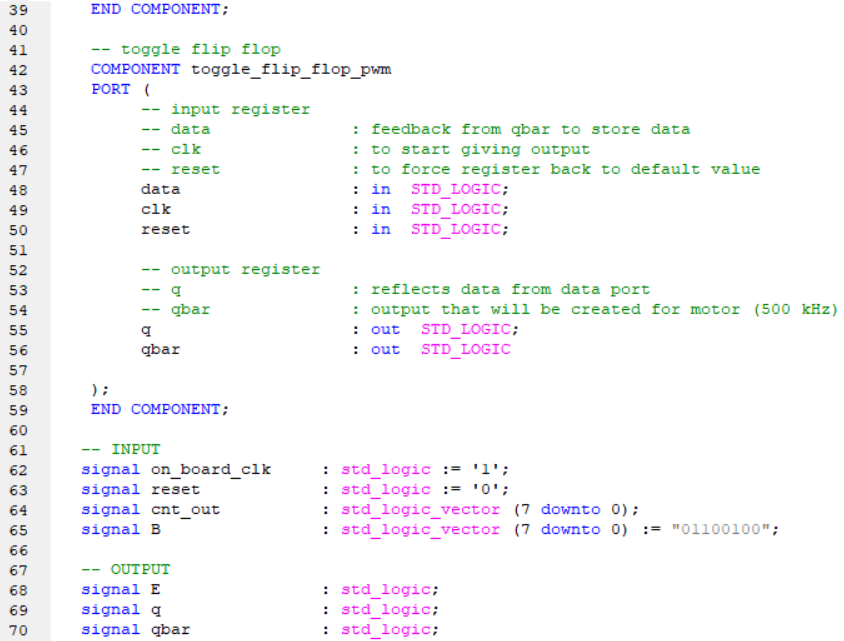 39 END COMPONENT;
40
41 -- toggle flip flop
42 COMPONENT toggle_flip_flop_pwm
43 PORT (
44 -- input register
45 -- data : feedback from qbar to store data
46 -- clk : to start giving output
47 -- reset : to force register back to default value
48 data : in STD_LOGIC;
49 clk : in STD_LOGIC;
50 reset : in STD_LOGIC;
51
52 -- output register
53 -- q : reflects data from data port
54 -- qbar : output that will be created for motor (500 kHz)
55 q : out STD_LOGIC;
56 qbar : out STD_LOGIC
57
58 );
59 END COMPONENT;
60
61 -- INPUT
62 signal on_board_clk : std_logic := '1';
63 signal reset : std_logic := '0';
64 signal cnt_out : std_logic_vector (7 downto 0);
65 signal B : std_logic_vector (7 downto 0) := "01100100";
66
67 -- OUTPUT
68 signal E : std_logic;
69 signal q : std_logic;
70 signal qbar : std_logic;